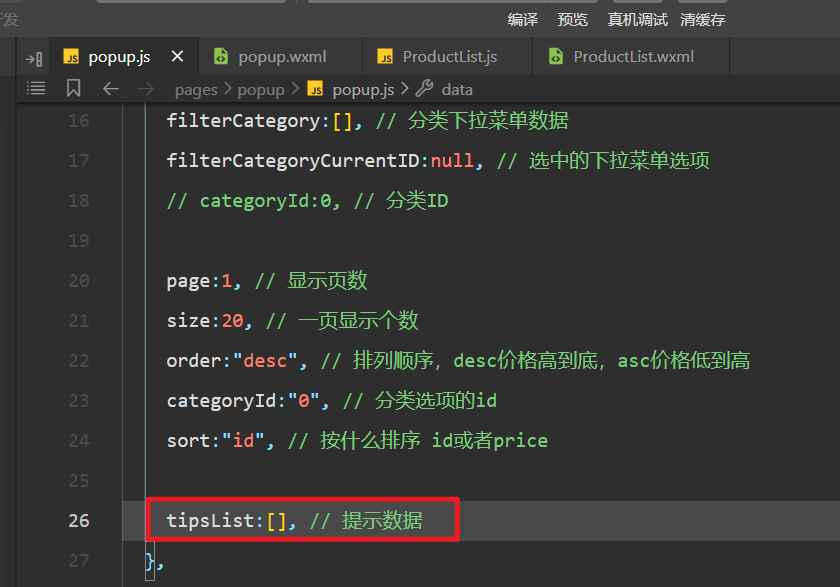 发
编译 预览 真机调试 清缓存
JS popup.js × popup.wxml JS ProductList.js ProductList.wxml
pages > popup > JS popup.js > data
16 filterCategory:[], // 分类下拉菜单数据
17 filterCategoryCurrentID:null, // 选中的下拉菜单选项
18 // categoryId:0, // 分类ID
19
20 page:1, // 显示页数
21 size:20, // 一页显示个数
22 order:"desc", // 排列顺序，desc价格高到底，asc价格低到高
23 categoryId:"0", // 分类选项的id
24 sort:"id", // 按什么排序 id或者price
25
26 tipsList:[], // 提示数据
27 },